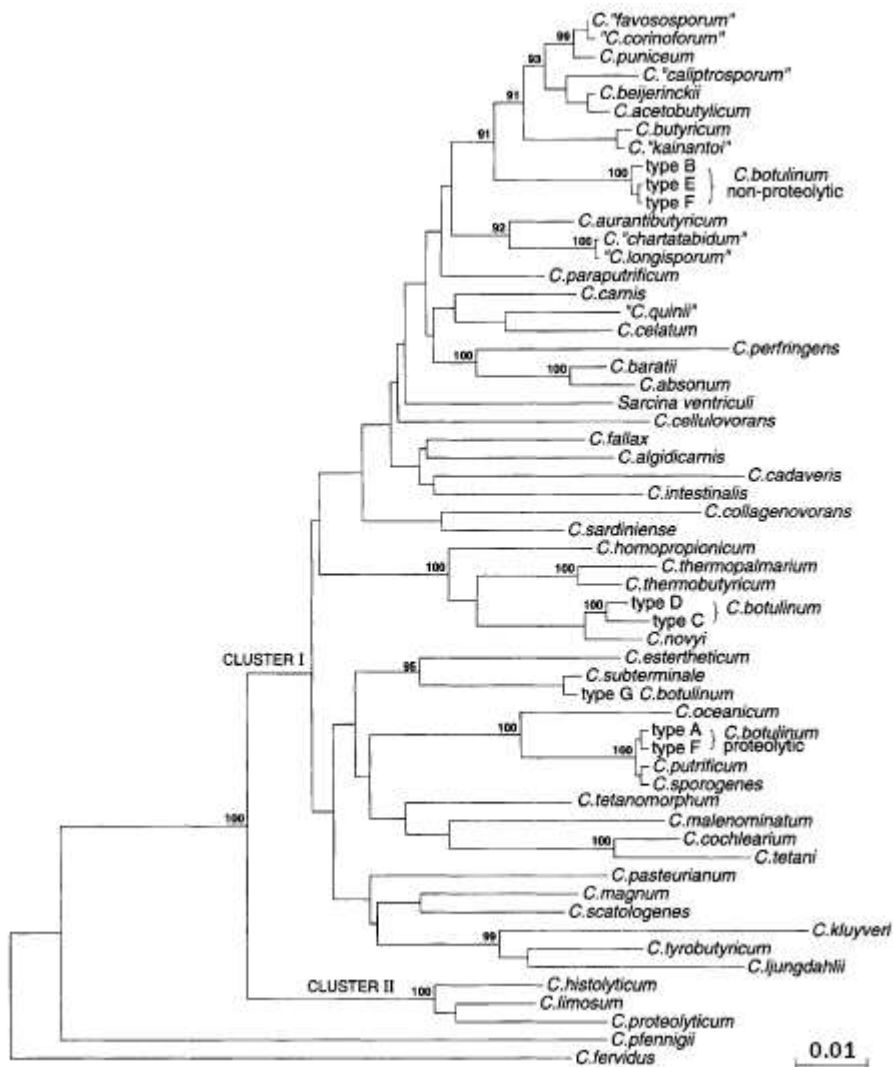 C."favososporum"
99
"C.corinoforum"
C.puniceum
93
C."caliptrosporum"
91
C.beijerinckii
C.acetobutylicum
91
C.butyricum
C."kainantoi"
type B
100
type E
C.botulinum
non-proteolytic
type F
C.aurantibutyricum
92
C."chartatabidum"
100
"C.longisporum"
C.paraputrificum
C.carnis
"C.quinii"
C.celatum
C.perfringens
100
C.baratii
100
C.absonum
Sarcina ventriculi
C.cellulovorans
C.fallax
C.algidicarnis
C.cadaveris
C.intestinalis
C.collagenovorans
C.sardiniense
C.homopropionicum
100
C.thermopalmarium
100
C.thermobutyricum
type D
100
C.botulinum
type C
C.novyi
CLUSTER I
C.estertheticum
95
C.subterminale
type G C.botulinum
C.oceanicum
100
type A
C.botulinum
proteolytic
type F
100
C.putrificum
C.sporogenes
C.tetanomorphum
100
C.malenominatum
C.cochlearium
100
C.tetani
C.pasteurianum
C.magnum
C.scatologenes
C.kluyveri
99
C.tyrobutyricum
C.ljungdahlii
CLUSTER II
C.histolyticum
100
C.limosum
C.proteolyticum
C.pfennigii
C.fervidus
0.01